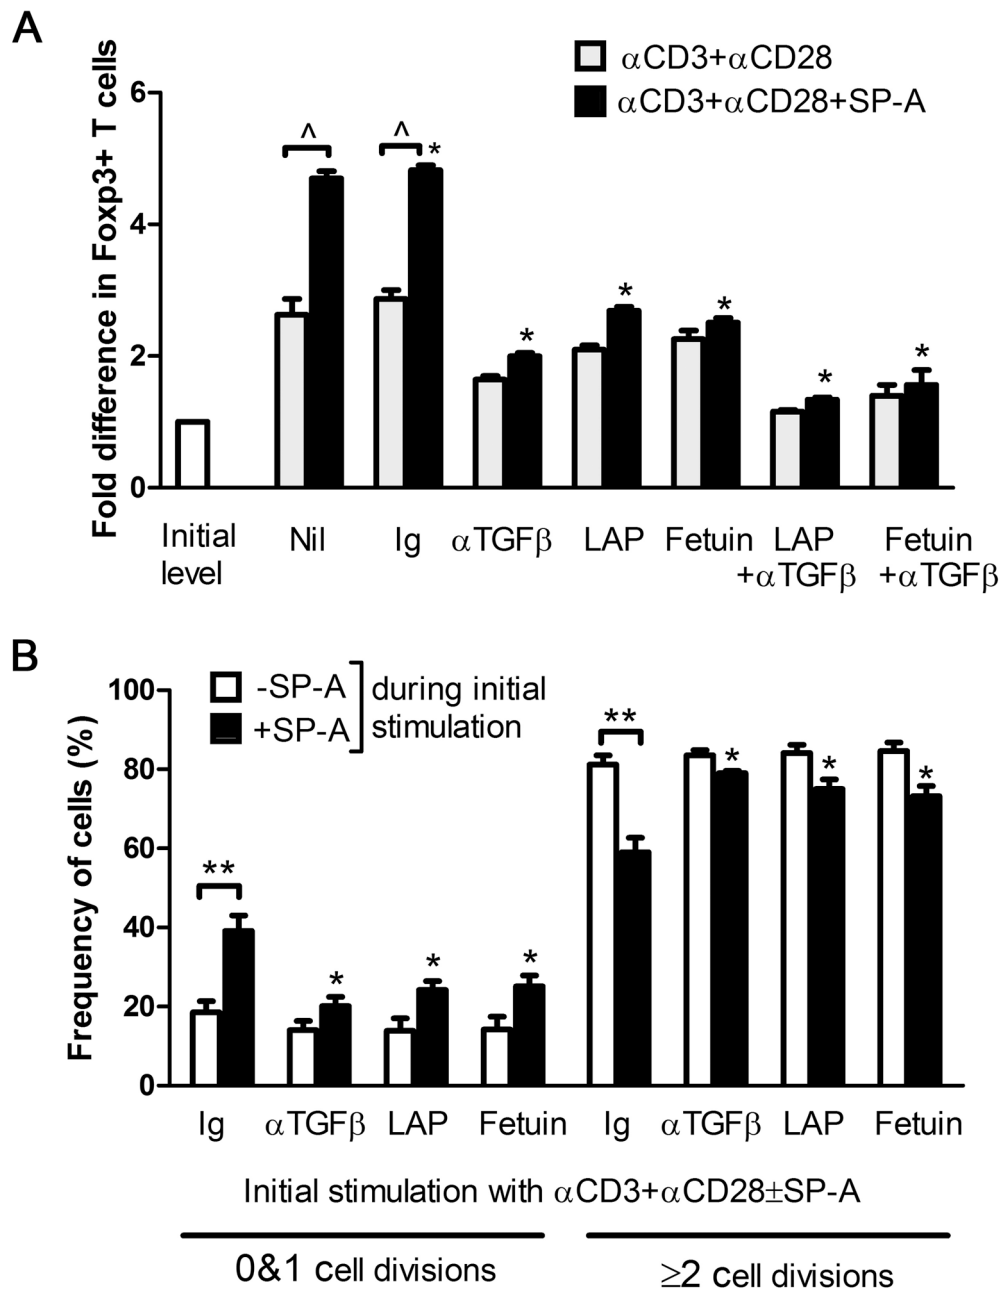 A
αCD3+αCD28
αCD3+αCD28+SP-A
Fold difference in Foxp3+ T cells
6
4
2
0
^
^
*
*
*
*
*
*
Initial level
Nil
Ig
αTGFβ
LAP
Fetuin
LAP +αTGFβ
Fetuin +αTGFβ
B
-SP-A
+SP-A
during initial
stimulation
Frequency of cells (%)
100
80
60
40
20
0
**
*
*
*
**
*
*
*
Ig
αTGFβ
LAP
Fetuin
Ig
αTGFβ
LAP
Fetuin
Initial stimulation with αCD3+αCD28±SP-A
0&1 cell divisions
≥2 cell divisions